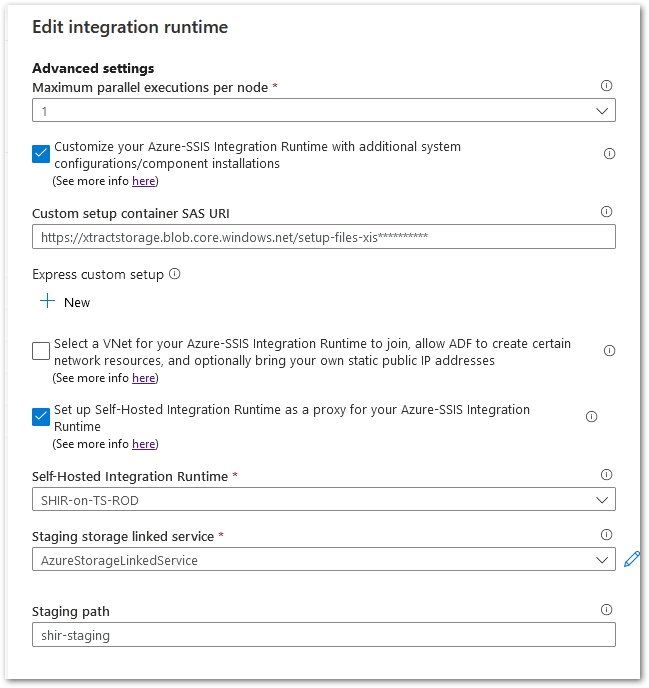 Edit integration runtime
Advanced settings
Maximum parallel executions per node *
1
Customize your Azure-SSIS Integration Runtime with additional system
configurations/component installations
(See more info here)
Custom setup container SAS URI
https://xtractstorage.blob.core.windows.net/setup-files-xis**********
Express custom setup
New
Select a VNet for your Azure-SSIS Integration Runtime to join, allow ADF to create certain
network resources, and optionally bring your own static public IP addresses
(See more info here)
Set up Self-Hosted Integration Runtime as a proxy for your Azure-SSIS Integration
Runtime
(See more info here)
Self-Hosted Integration Runtime *
SHIR-on-TS-ROD
Staging storage linked service *
AzureStorageLinkedService
Staging path
shir-staging